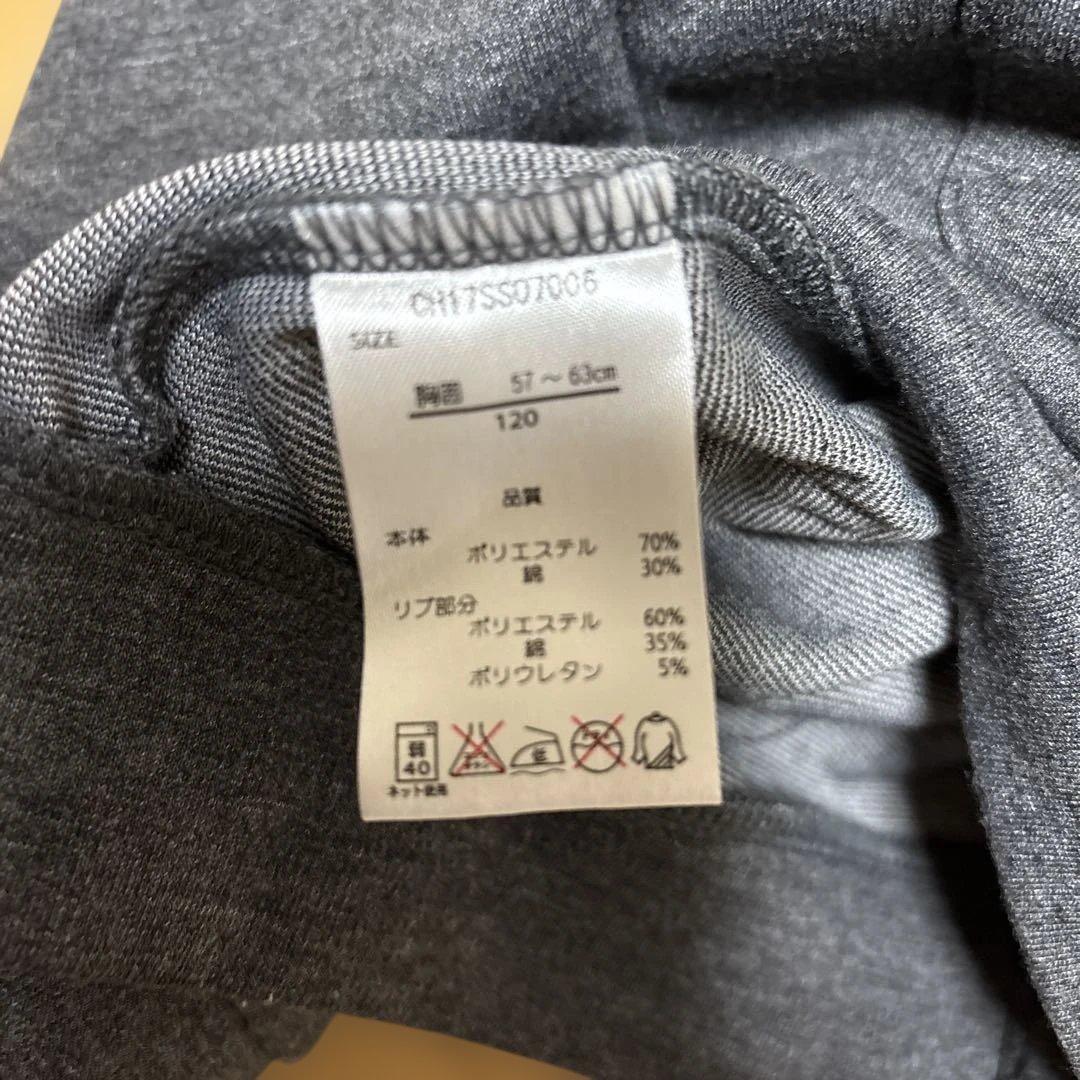 CH17SS07006
SIZE
胸囲 57～63cm
120
品質
本体
ポリエステル 70%
綿 30%
リブ部分
ポリエステル 60%
綿 35%
ポリウレタン 5%
弱
40
低
ネット使用